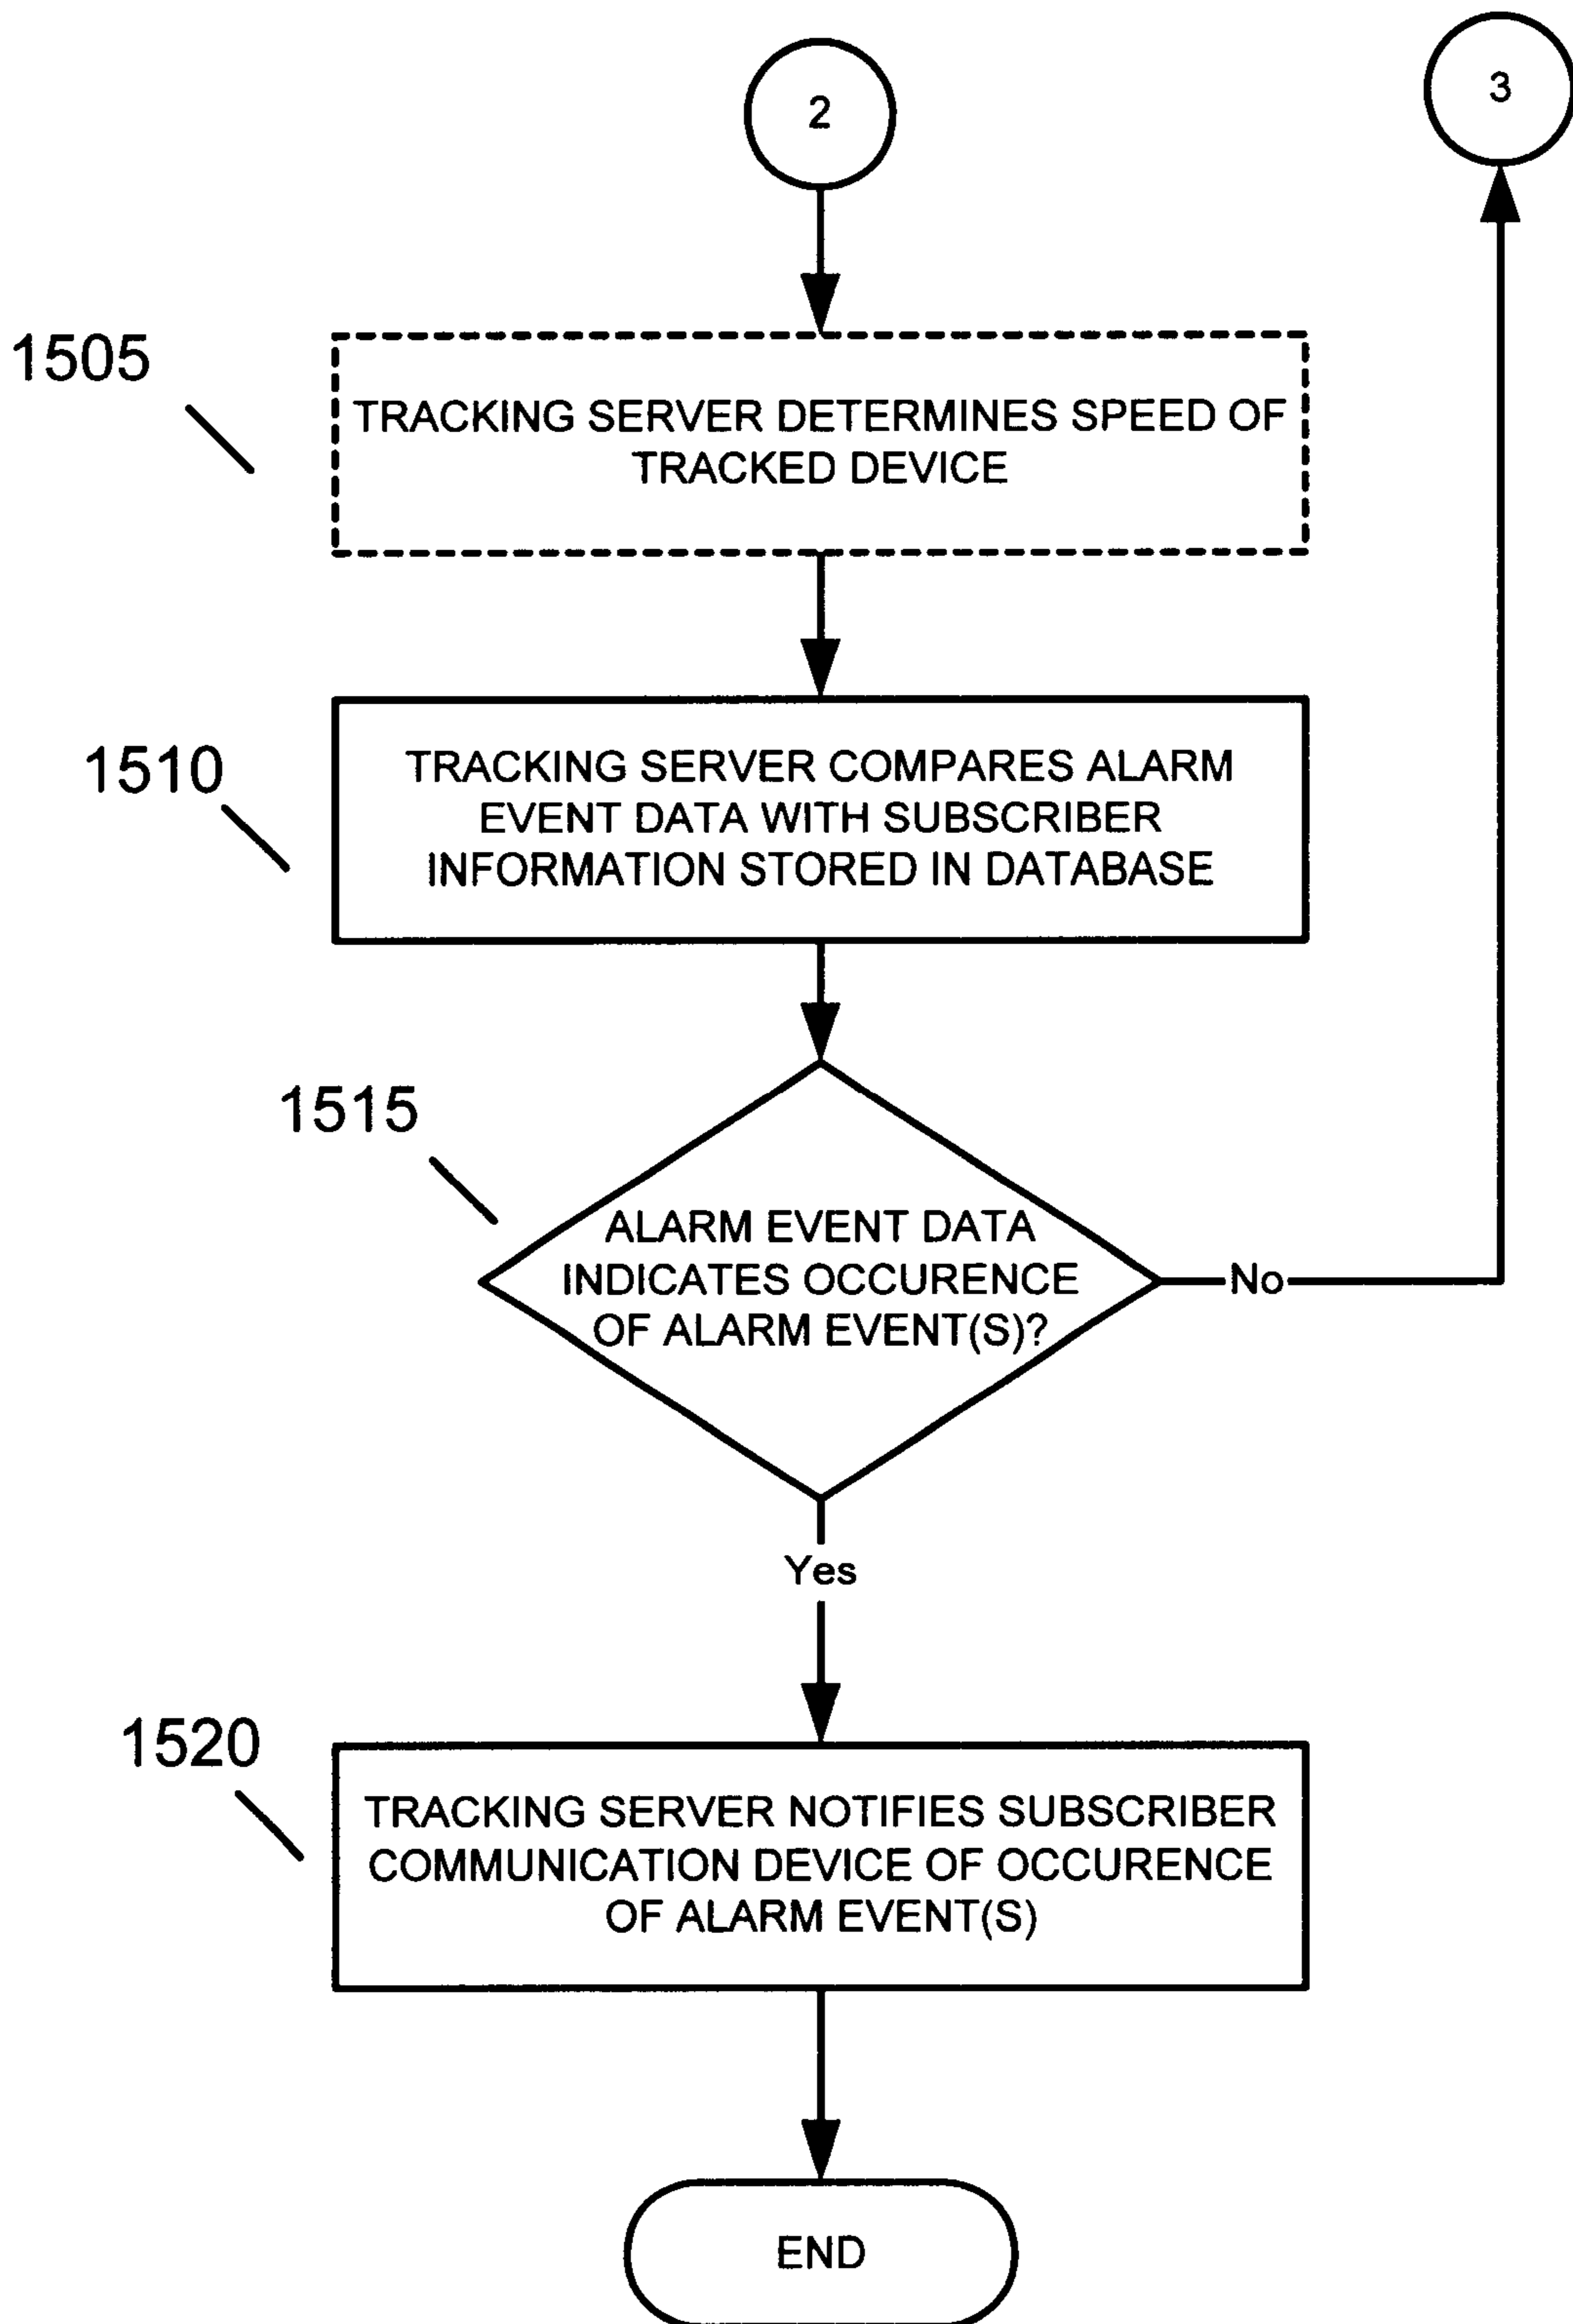 2
3
1505
TRACKING SERVER DETERMINES SPEED OF
TRACKED DEVICE
1510
TRACKING SERVER COMPARES ALARM
EVENT DATA WITH SUBSCRIBER
INFORMATION STORED IN DATABASE
1515
ALARM EVENT DATA
INDICATES OCCURENCE
OF ALARM EVENT(S)?
No
Yes
1520
TRACKING SERVER NOTIFIES SUBSCRIBER
COMMUNICATION DEVICE OF OCCURENCE
OF ALARM EVENT(S)
END